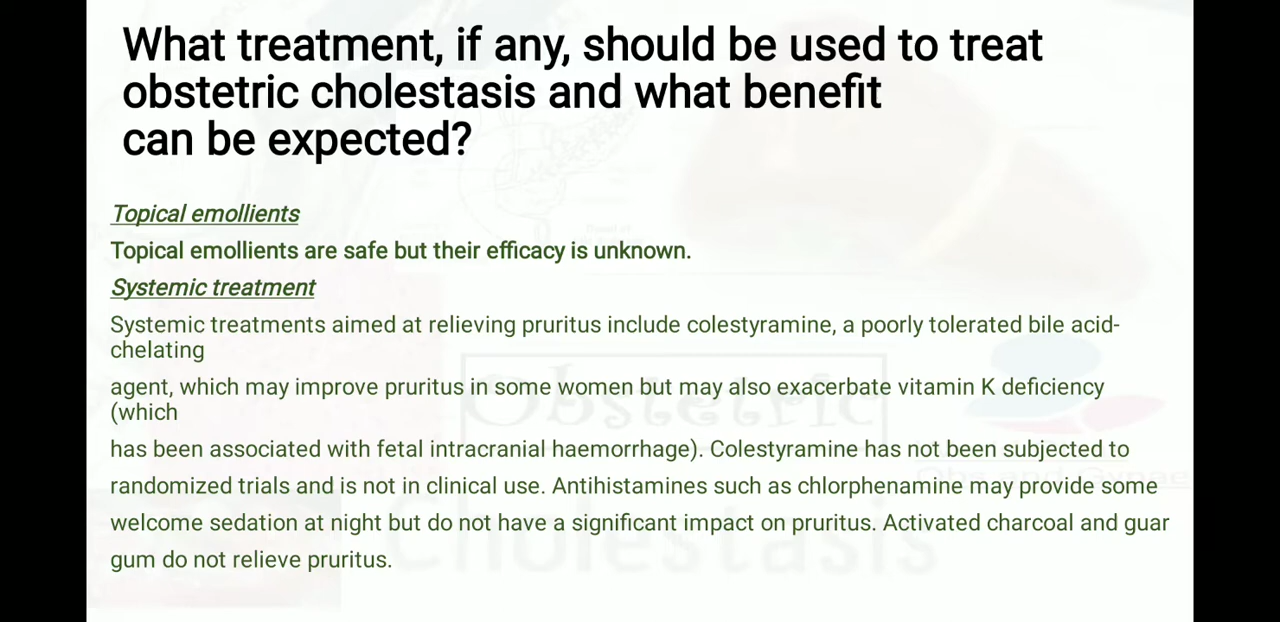 What treatment, if any, should be used to treat
obstetric cholestasis and what benefit
can be expected?
Topical emollients
Topical emollients are safe but their efficacy is unknown.
Systemic treatment
Systemic treatments aimed at relieving pruritus include colestyramine, a poorly tolerated bile acid-
chelating
agent, which may improve pruritus in some women but may also exacerbate vitamin K deficiency
(which
has been associated with fetal intracranial haemorrhage). Colestyramine has not been subjected to
randomized trials and is not in clinical use. Antihistamines such as chlorphenamine may provide some
welcome sedation at night but do not have a significant impact on pruritus. Activated charcoal and guar
gum do not relieve pruritus.
Obstetric
Obs and Gynae
Cholestasis